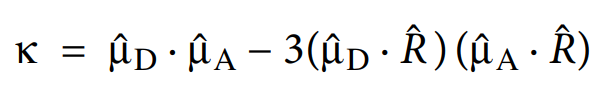 κ = μ̂_D · μ̂_A − 3(μ̂_D · R̂)(μ̂_A · R̂)